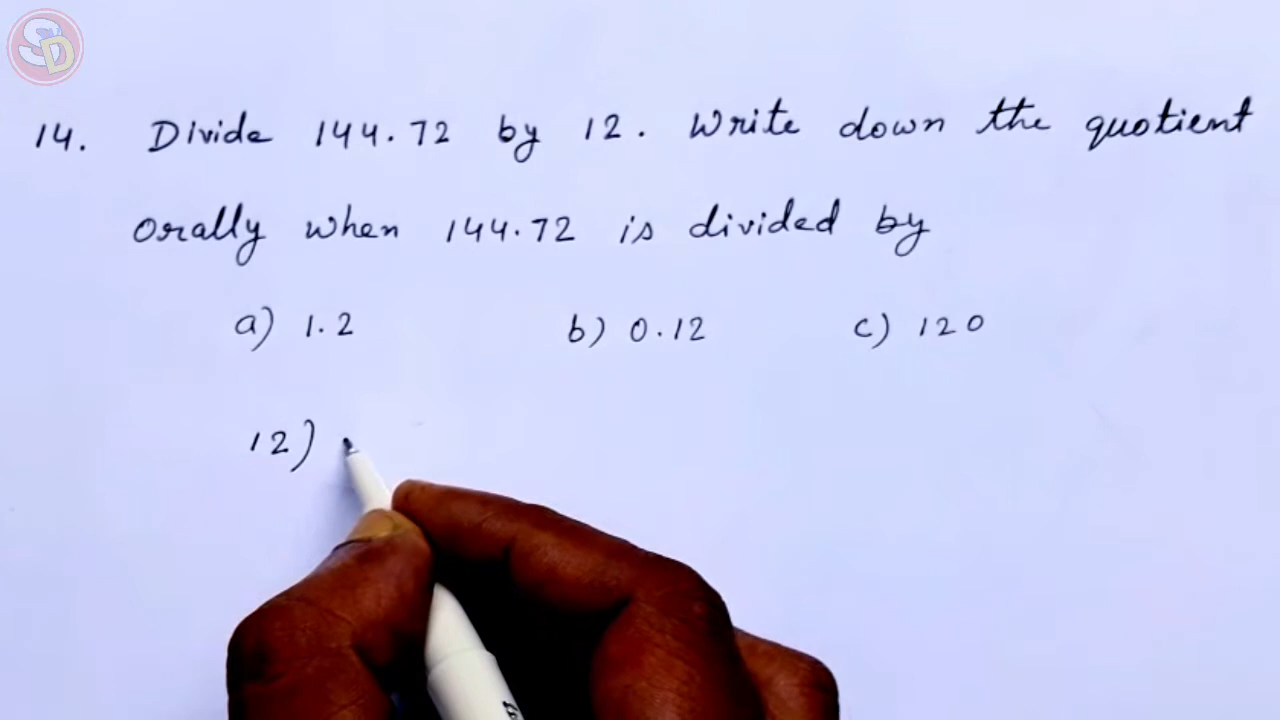 SD
14. Divide 144.72 by 12. Write down the quotient
orally when 144.72 is divided by
a) 1.2 b) 0.12 c) 120
12)